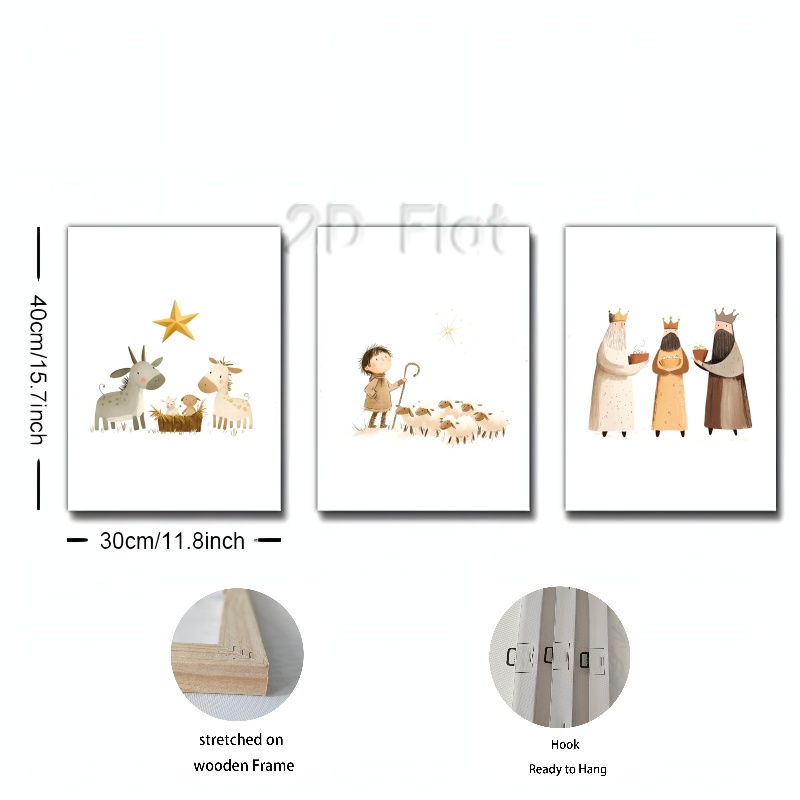 2D Flat
40cm/15.7inch
30cm/11.8inch
stretched on
wooden Frame
Hook
Ready to Hang